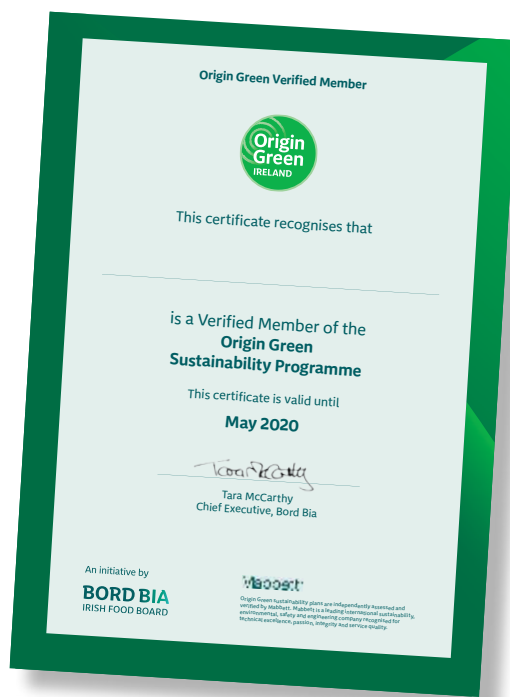 Origin Green Verified Member
Origin
Green
IRELAND
This certificate recognises that
is a Verified Member of the
Origin Green
Sustainability Programme
This certificate is valid until
May 2020
Tara McCarthy
Tara McCarthy
Chief Executive, Bord Bia
An initiative by
BORD BIA
IRISH FOOD BOARD
Mabbett
Origin Green sustainability plans are independently assessed and
verified by Mabbett. Mabbett is a leading international sustainability,
environmental, safety and engineering company recognised for
technical excellence, passion, integrity and service quality.